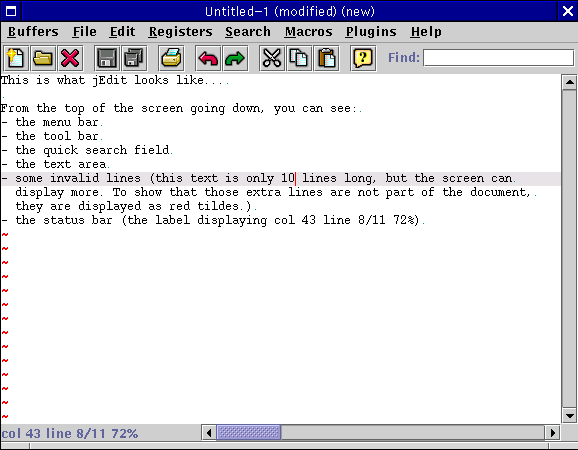 Untitled-1 (modified) (new)
Buffers File Edit Registers Search Macros Plugins Help
Find:
This is what jEdit looks like....
From the top of the screen going down, you can see:.
- the menu bar.
- the tool bar.
- the quick search field.
- the text area.
- some invalid lines (this text is only 10 lines long, but the screen can.
display more. To show that those extra lines are not part of the document,.
they are displayed as red tildes.).
- the status bar (the label displaying col 43 line 8/11 72%).
~
~
~
~
~
~
~
~
~
~
~
~
~
~
col 43 line 8/11 72%